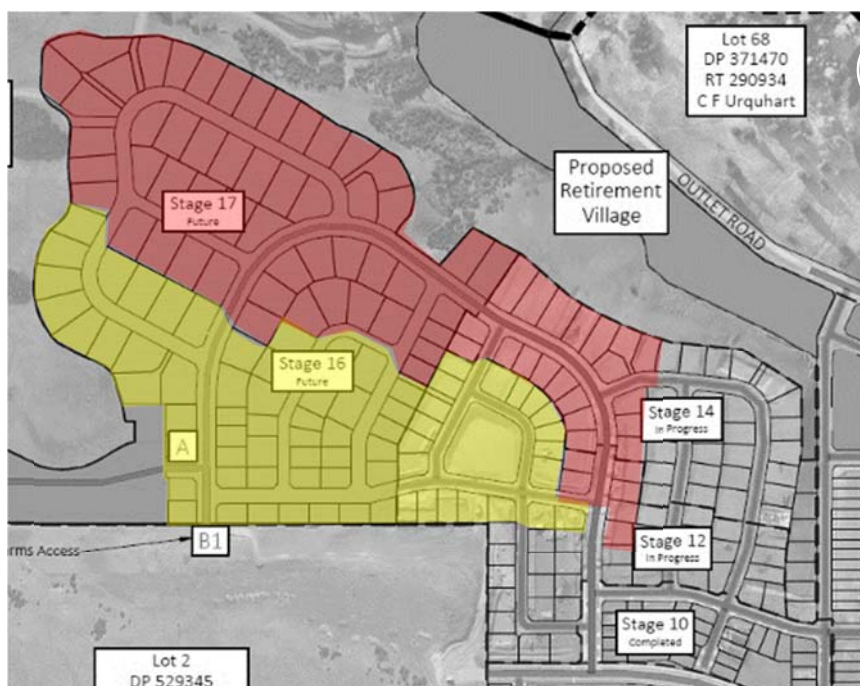 Lot 68
DP 371470
RT 290934
C F Urquhart
Proposed
Retirement
Village
OUTLET ROAD
Stage 17
Future
Stage 16
Future
Stage 14
In Progress
A
B1
rms Access
Stage 12
In Progress
Stage 10
Completed
Lot 2
DP 529345